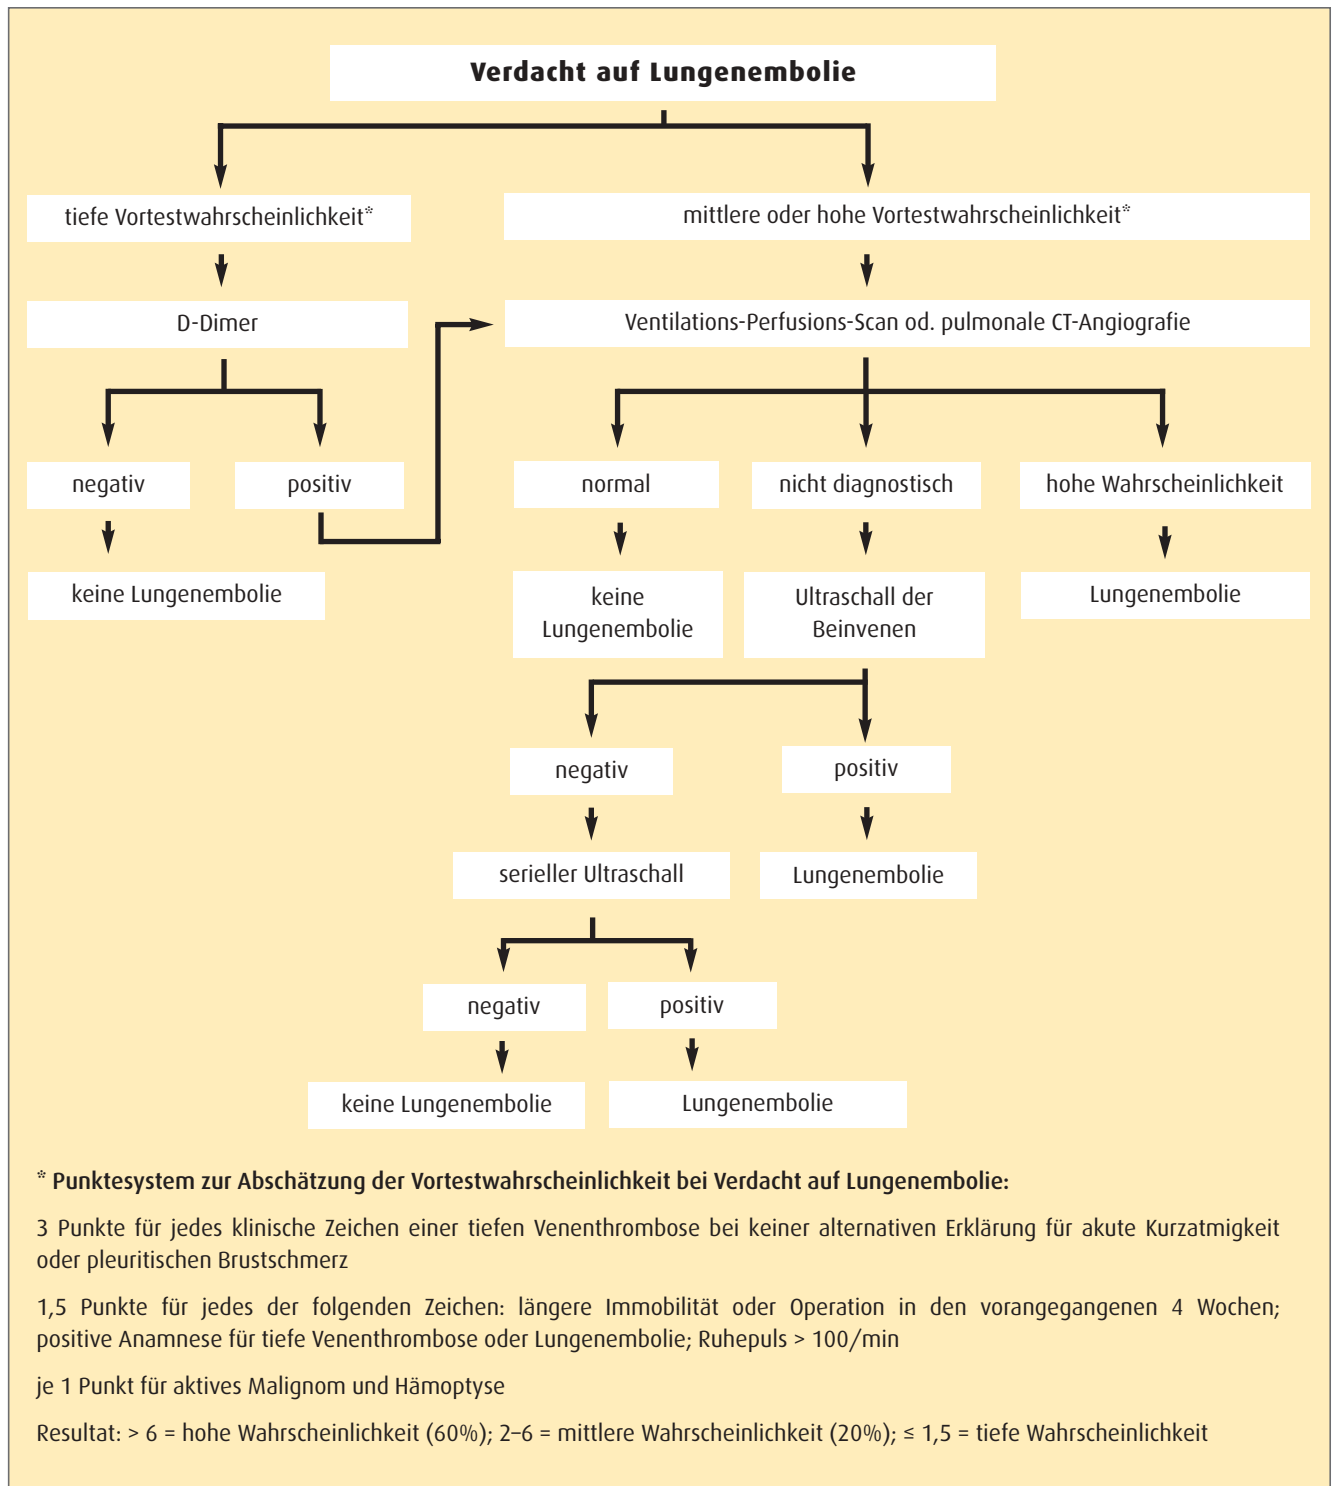 Verdacht auf Lungenembolie
tiefe Vortestwahrscheinlichkeit*
mittlere oder hohe Vortestwahrscheinlichkeit*
D-Dimer
Ventilations-Perfusions-Scan od. pulmonale CT-Angiografie
negativ
positiv
normal
nicht diagnostisch
hohe Wahrscheinlichkeit
keine Lungenembolie
keine
Lungenembolie
Ultraschall der
Beinvenen
Lungenembolie
negativ
positiv
serieller Ultraschall
Lungenembolie
negativ
positiv
keine Lungenembolie
Lungenembolie
* Punktesystem zur Abschätzung der Vortestwahrscheinlichkeit bei Verdacht auf Lungenembolie:
3 Punkte für jedes klinische Zeichen einer tiefen Venenthrombose bei keiner alternativen Erklärung für akute Kurzatmigkeit
oder pleuritischen Brustschmerz
1,5 Punkte für jedes der folgenden Zeichen: längere Immobilität oder Operation in den vorangegangenen 4 Wochen;
positive Anamnese für tiefe Venenthrombose oder Lungenembolie; Ruhepuls > 100/min
je 1 Punkt für aktives Malignom und Hämoptyse
Resultat: > 6 = hohe Wahrscheinlichkeit (60%); 2–6 = mittlere Wahrscheinlichkeit (20%); ≤ 1,5 = tiefe Wahrscheinlichkeit